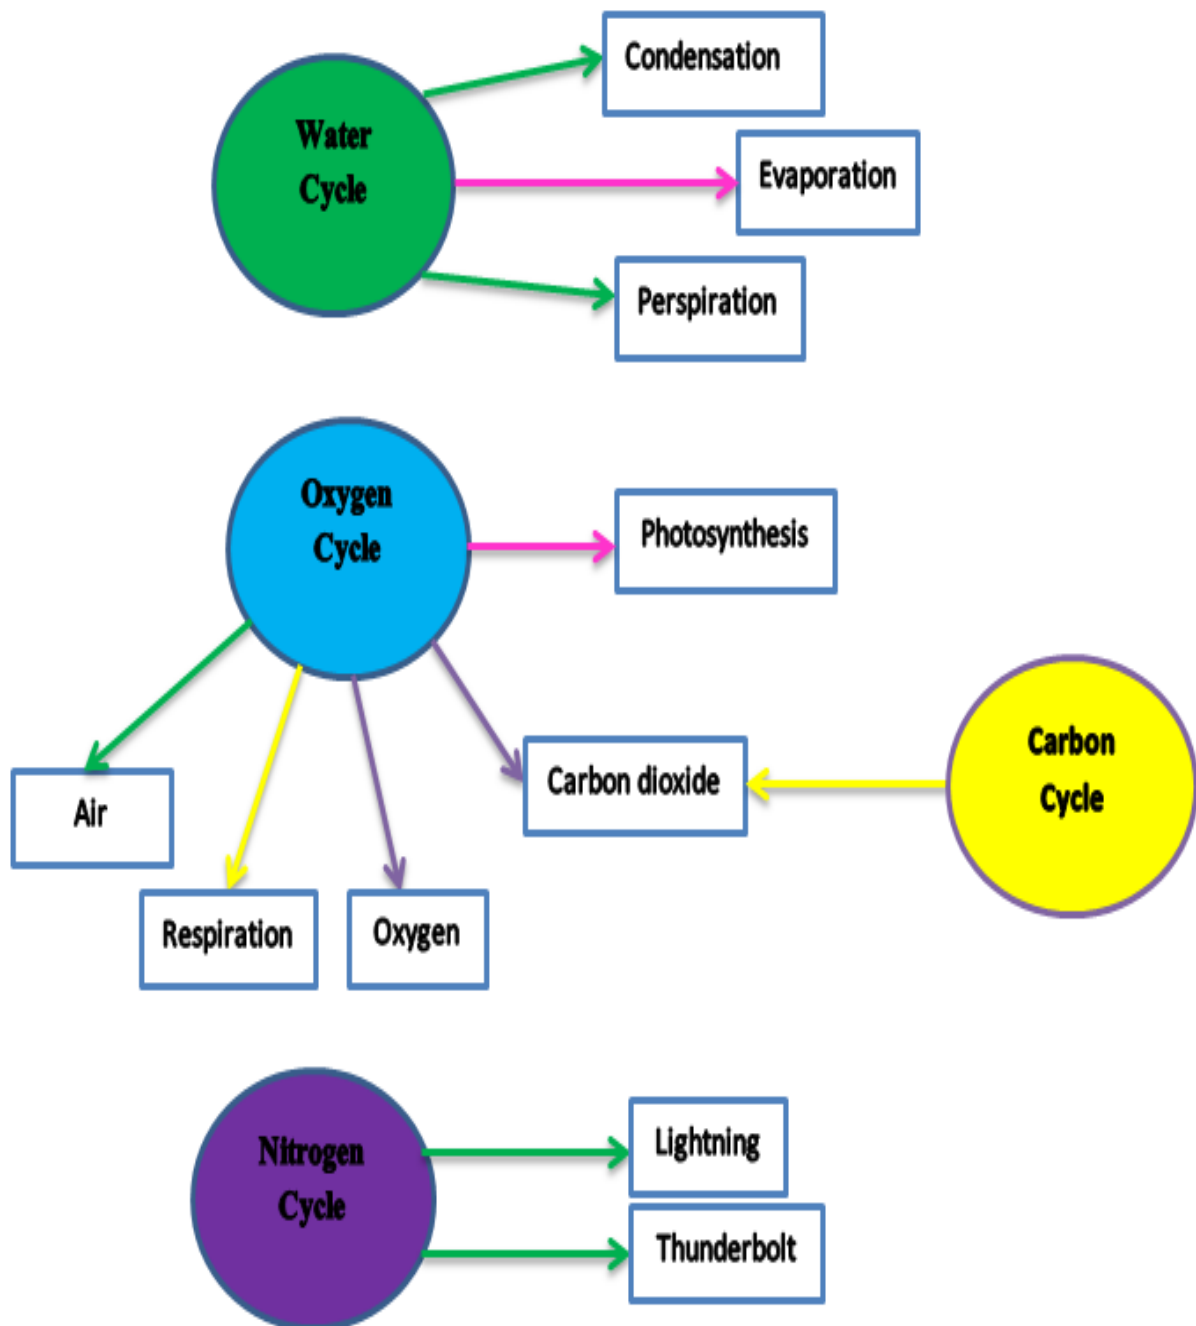 Condensation
Water
Cycle
Evaporation
Perspiration
Oxygen
Cycle
Photosynthesis
Carbon
Cycle
Carbon dioxide
Air
Respiration
Oxygen
Nitrogen
Cycle
Lightning
Thunderbolt